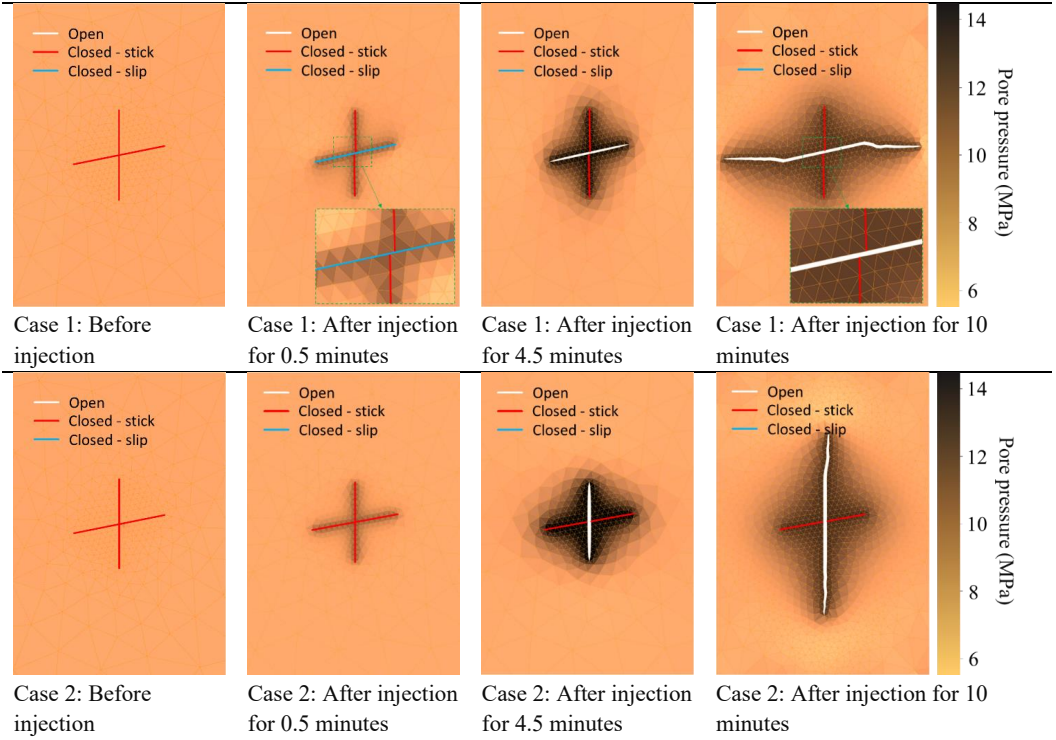 Open
Closed - stick
Closed - slip
Open
Closed - stick
Closed - slip
Open
Closed - stick
Closed - slip
Open
Closed - stick
Closed - slip
14
12
10
8
6
Pore pressure (MPa)
Case 1: Before
injection
Case 1: After injection
for 0.5 minutes
Case 1: After injection
for 4.5 minutes
Case 1: After injection for 10
minutes
Open
Closed - stick
Closed - slip
Open
Closed - stick
Closed - slip
Open
Closed - stick
Closed - slip
Open
Closed - stick
Closed - slip
14
12
10
8
6
Pore pressure (MPa)
Case 2: Before
injection
Case 2: After injection
for 0.5 minutes
Case 2: After injection
for 4.5 minutes
Case 2: After injection for 10
minutes